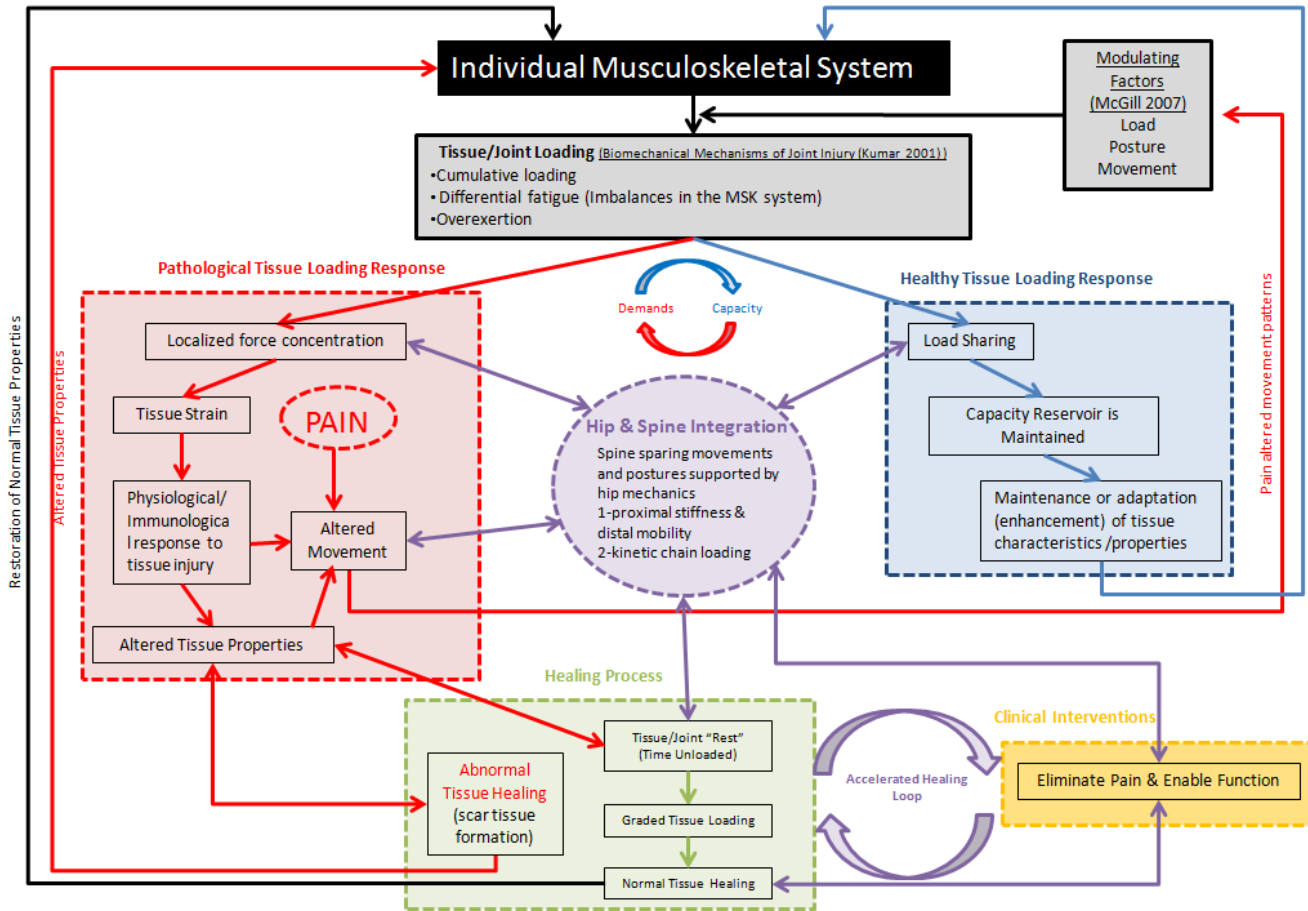 Individual Musculoskeletal System
Modulating
Factors
(McGill 2007)
Load
Posture
Movement
Tissue/Joint Loading (Biomechanical Mechanisms of Joint Injury (Kumar 2001))
•Cumulative loading
•Differential fatigue (Imbalances in the MSK system)
•Overexertion
Pathological Tissue Loading Response
Demands
Capacity
Healthy Tissue Loading Response
Localized force concentration
Tissue Strain
PAIN
Physiological/
Immunologica
l response to
tissue injury
Altered
Movement
Altered Tissue Properties
Hip & Spine Integration
Spine sparing movements
and postures supported by
hip mechanics
1-proximal stiffness &
distal mobility
2-kinetic chain loading
Load Sharing
Capacity Reservoir is
Maintained
Maintenance or adaptation
(enhancement) of tissue
characteristics /properties
Restoration of Normal Tissue Properties
Altered Tissue Properties
Pain altered movement patterns
Healing Process
Abnormal
Tissue Healing
(scar tissue
formation)
Tissue/Joint “Rest”
(Time Unloaded)
Graded Tissue Loading
Normal Tissue Healing
Accelerated Healing
Loop
Clinical Interventions
Eliminate Pain & Enable Function